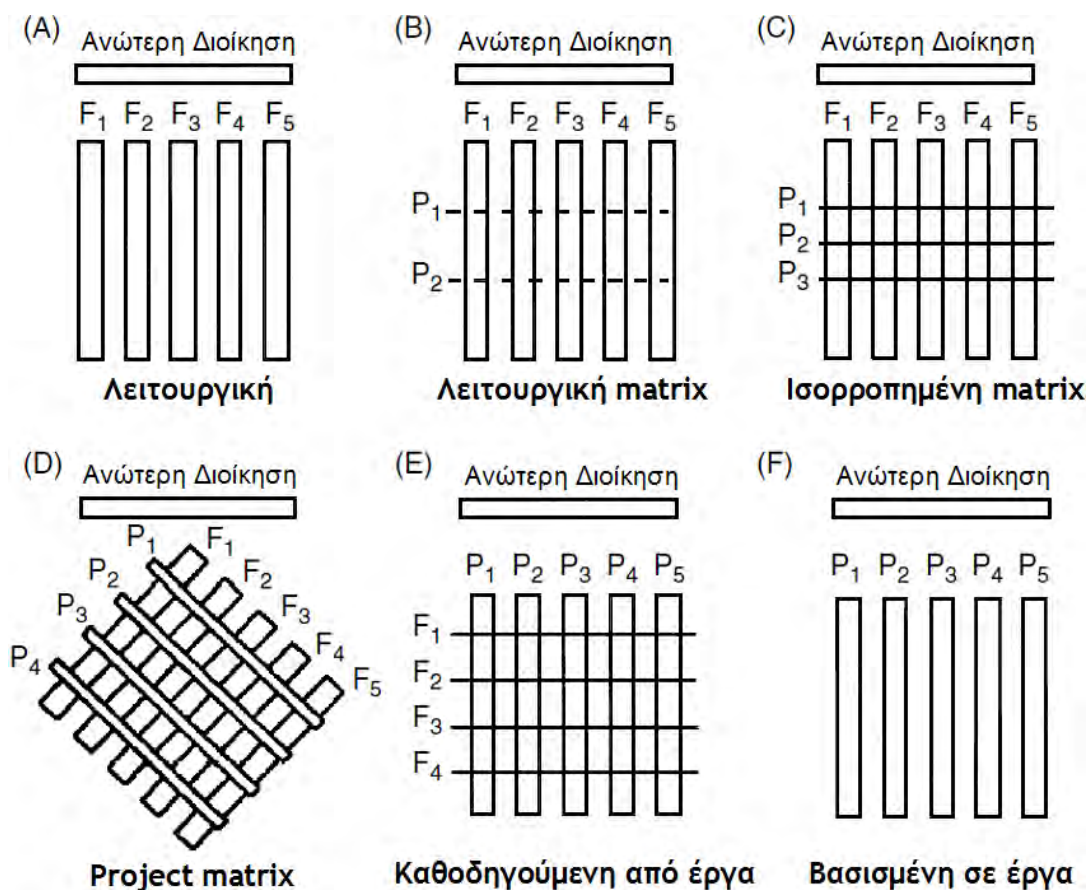 (A)
Ανώτερη Διοίκηση
F1 F2 F3 F4 F5
Λειτουργική
(B)
Ανώτερη Διοίκηση
F1 F2 F3 F4 F5
P1
P2
Λειτουργική matrix
(C)
Ανώτερη Διοίκηση
F1 F2 F3 F4 F5
P1
P2
P3
Ισορροπημένη matrix
(D)
Ανώτερη Διοίκηση
P1 F1
P2 F2
P3 F3
P4 F4
F5
Project matrix
(E)
Ανώτερη Διοίκηση
P1 P2 P3 P4 P5
F1
F2
F3
F4
Καθοδηγούμενη από έργα
(F)
Ανώτερη Διοίκηση
P1 P2 P3 P4 P5
Βασισμένη σε έργα